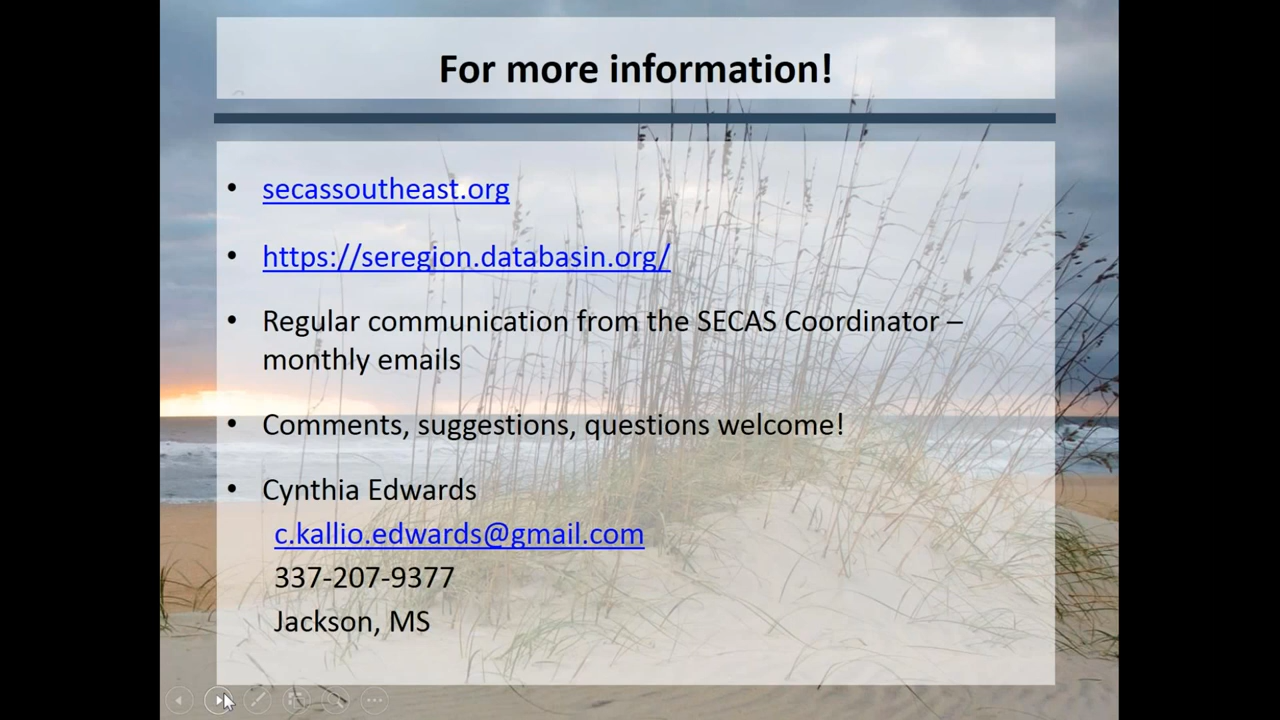 For more information!
• secassoutheast.org
• https://seregion.databasin.org/
• Regular communication from the SECAS Coordinator –
monthly emails
• Comments, suggestions, questions welcome!
• Cynthia Edwards
c.kallio.edwards@gmail.com
337-207-9377
Jackson, MS